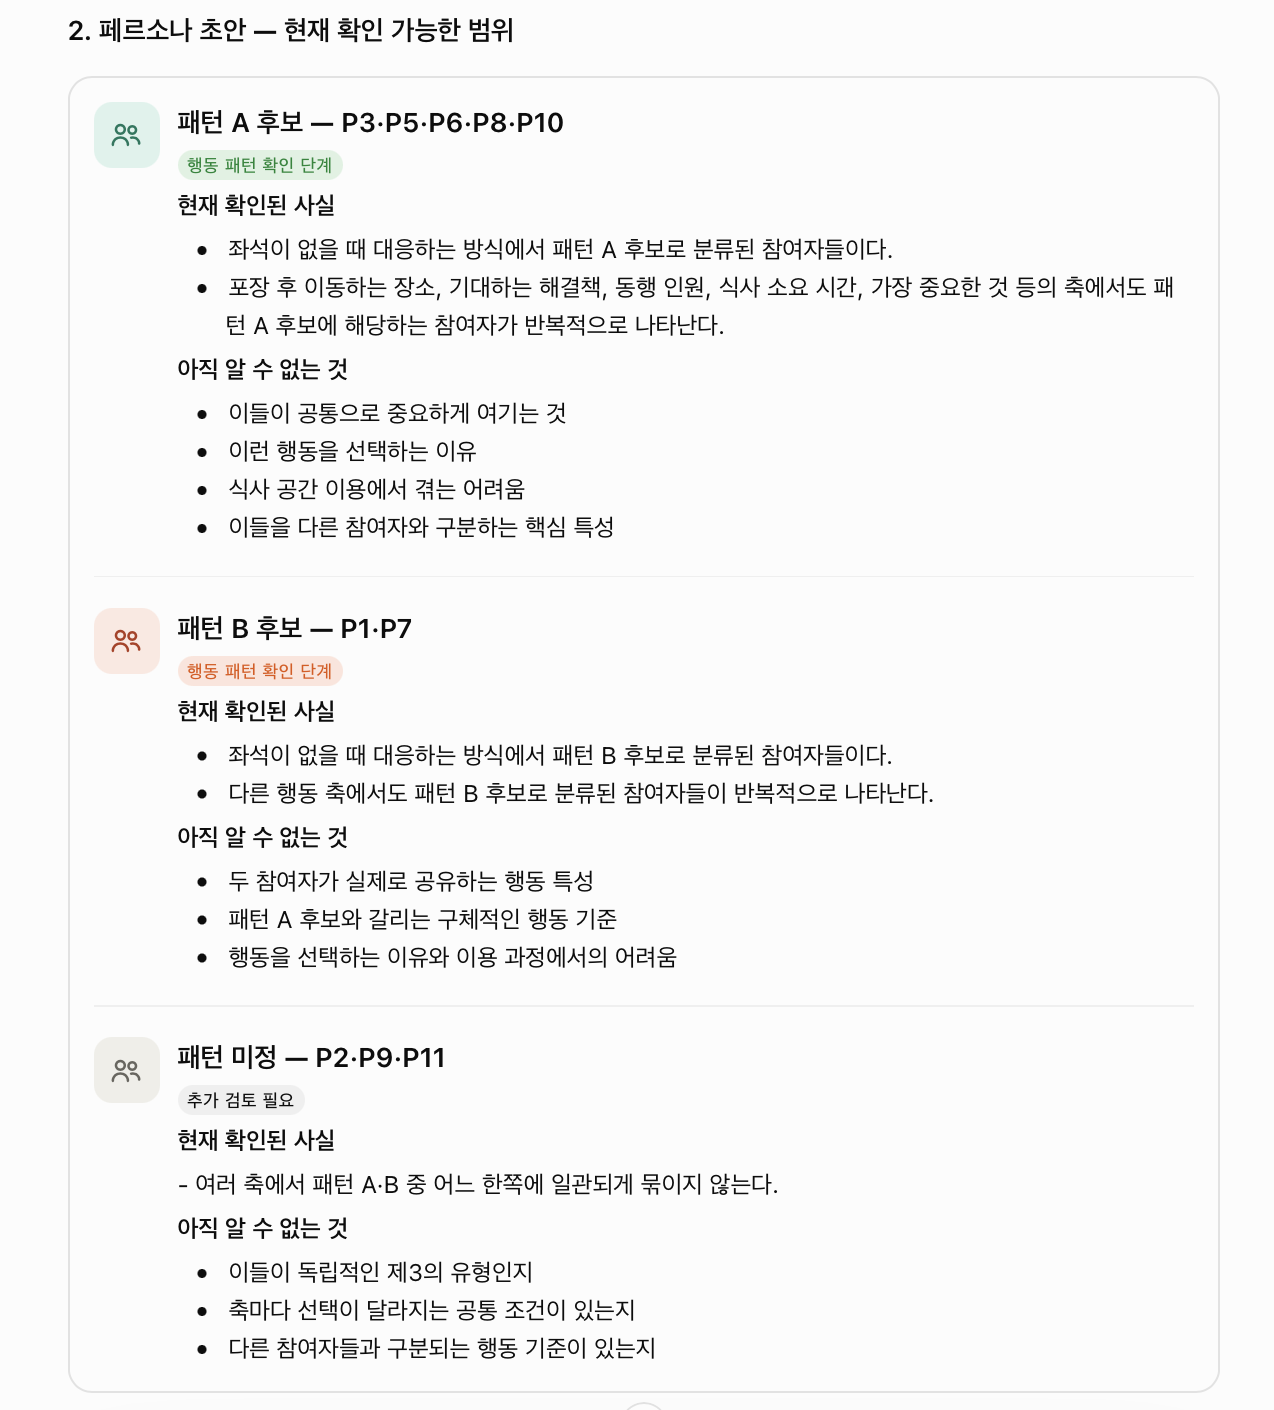 2. 페르소나 초안 — 현재 확인 가능한 범위
패턴 A 후보 — P3·P5·P6·P8·P10
행동 패턴 확인 단계
현재 확인된 사실
● 좌석이 없을 때 대응하는 방식에서 패턴 A 후보로 분류된 참여자들이다.
● 포장 후 이동하는 장소, 기대하는 해결책, 동행 인원, 식사 소요 시간, 가장 중요한 것 등의 축에서도 패
턴 A 후보에 해당하는 참여자가 반복적으로 나타난다.
아직 알 수 없는 것
● 이들이 공통으로 중요하게 여기는 것
● 이런 행동을 선택하는 이유
● 식사 공간 이용에서 겪는 어려움
● 이들을 다른 참여자와 구분하는 핵심 특성
패턴 B 후보 — P1·P7
행동 패턴 확인 단계
현재 확인된 사실
● 좌석이 없을 때 대응하는 방식에서 패턴 B 후보로 분류된 참여자들이다.
● 다른 행동 축에서도 패턴 B 후보로 분류된 참여자들이 반복적으로 나타난다.
아직 알 수 없는 것
● 두 참여자가 실제로 공유하는 행동 특성
● 패턴 A 후보와 갈리는 구체적인 행동 기준
● 행동을 선택하는 이유와 이용 과정에서의 어려움
패턴 미정 — P2·P9·P11
추가 검토 필요
현재 확인된 사실
- 여러 축에서 패턴 A·B 중 어느 한쪽에 일관되게 묶이지 않는다.
아직 알 수 없는 것
● 이들이 독립적인 제3의 유형인지
● 축마다 선택이 달라지는 공통 조건이 있는지
● 다른 참여자들과 구분되는 행동 기준이 있는지